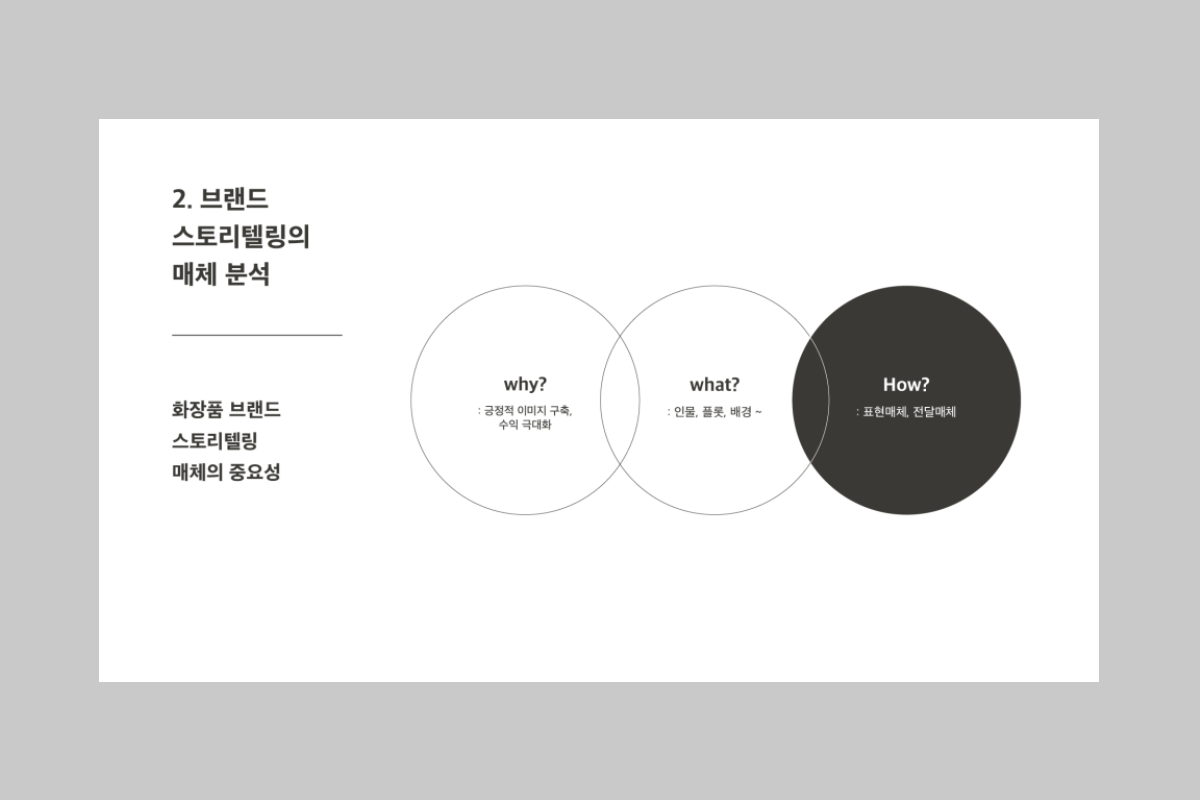 2. 브랜드
스토리텔링의
매체 분석
화장품 브랜드
스토리텔링
매체의 중요성
why?
: 긍정적 이미지 구축,
수익 극대화
what?
: 인물, 플롯, 배경 ~
How?
: 표현매체, 전달매체